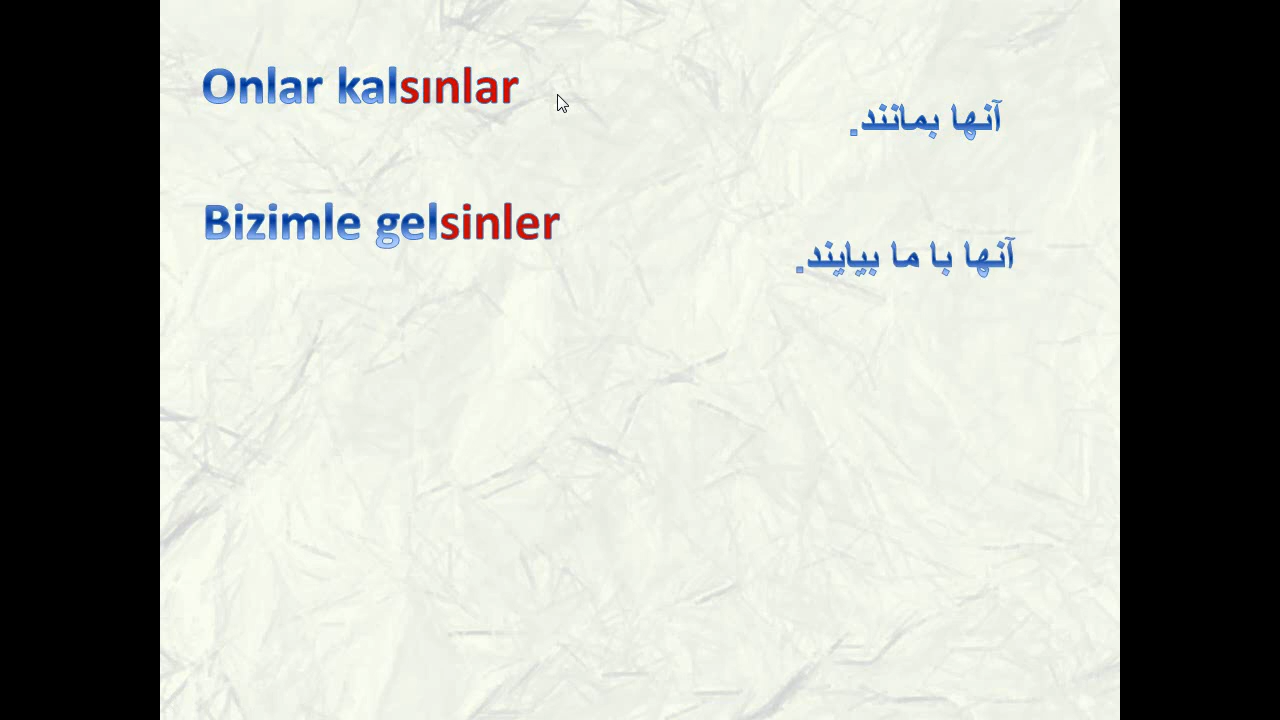 Onlar kalsınlar
آنها بمانند.
Bizimle gelsinler
آنها با ما بیایند.